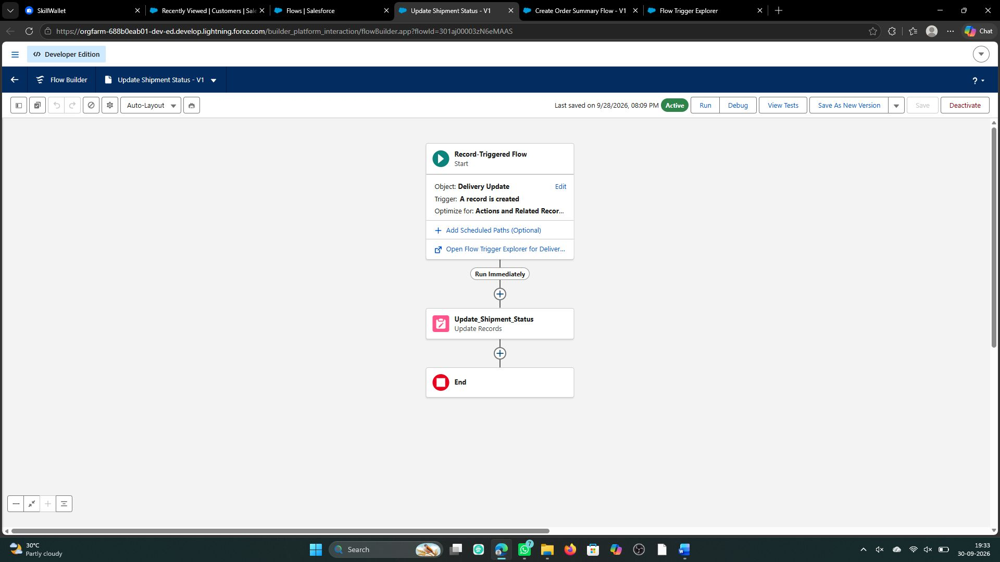 SkillWallet
Recently Viewed | Customers | Sale
Flows | Salesforce
Update Shipment Status - V1
Create Order Summary Flow - V1
Flow Trigger Explorer
https://orgfarm-688b0eab01-dev-ed.develop.lightning.force.com/builder_platform_interaction/flowBuilder.app?flowId=301aj00003zN6eMAAS
Chat
Developer Edition
Flow Builder
Update Shipment Status - V1
?
Auto-Layout
Last saved on 9/28/2026, 08:09 PM
Active
Run
Debug
View Tests
Save As New Version
Save
Deactivate
Record-Triggered Flow
Start
Object: Delivery Update
Edit
Trigger: A record is created
Optimize for: Actions and Related Recor...
Add Scheduled Paths (Optional)
Open Flow Trigger Explorer for Deliver...
Run Immediately
Update_Shipment_Status
Update Records
End
30°C
Partly cloudy
Search
7
19:33
30-09-2026